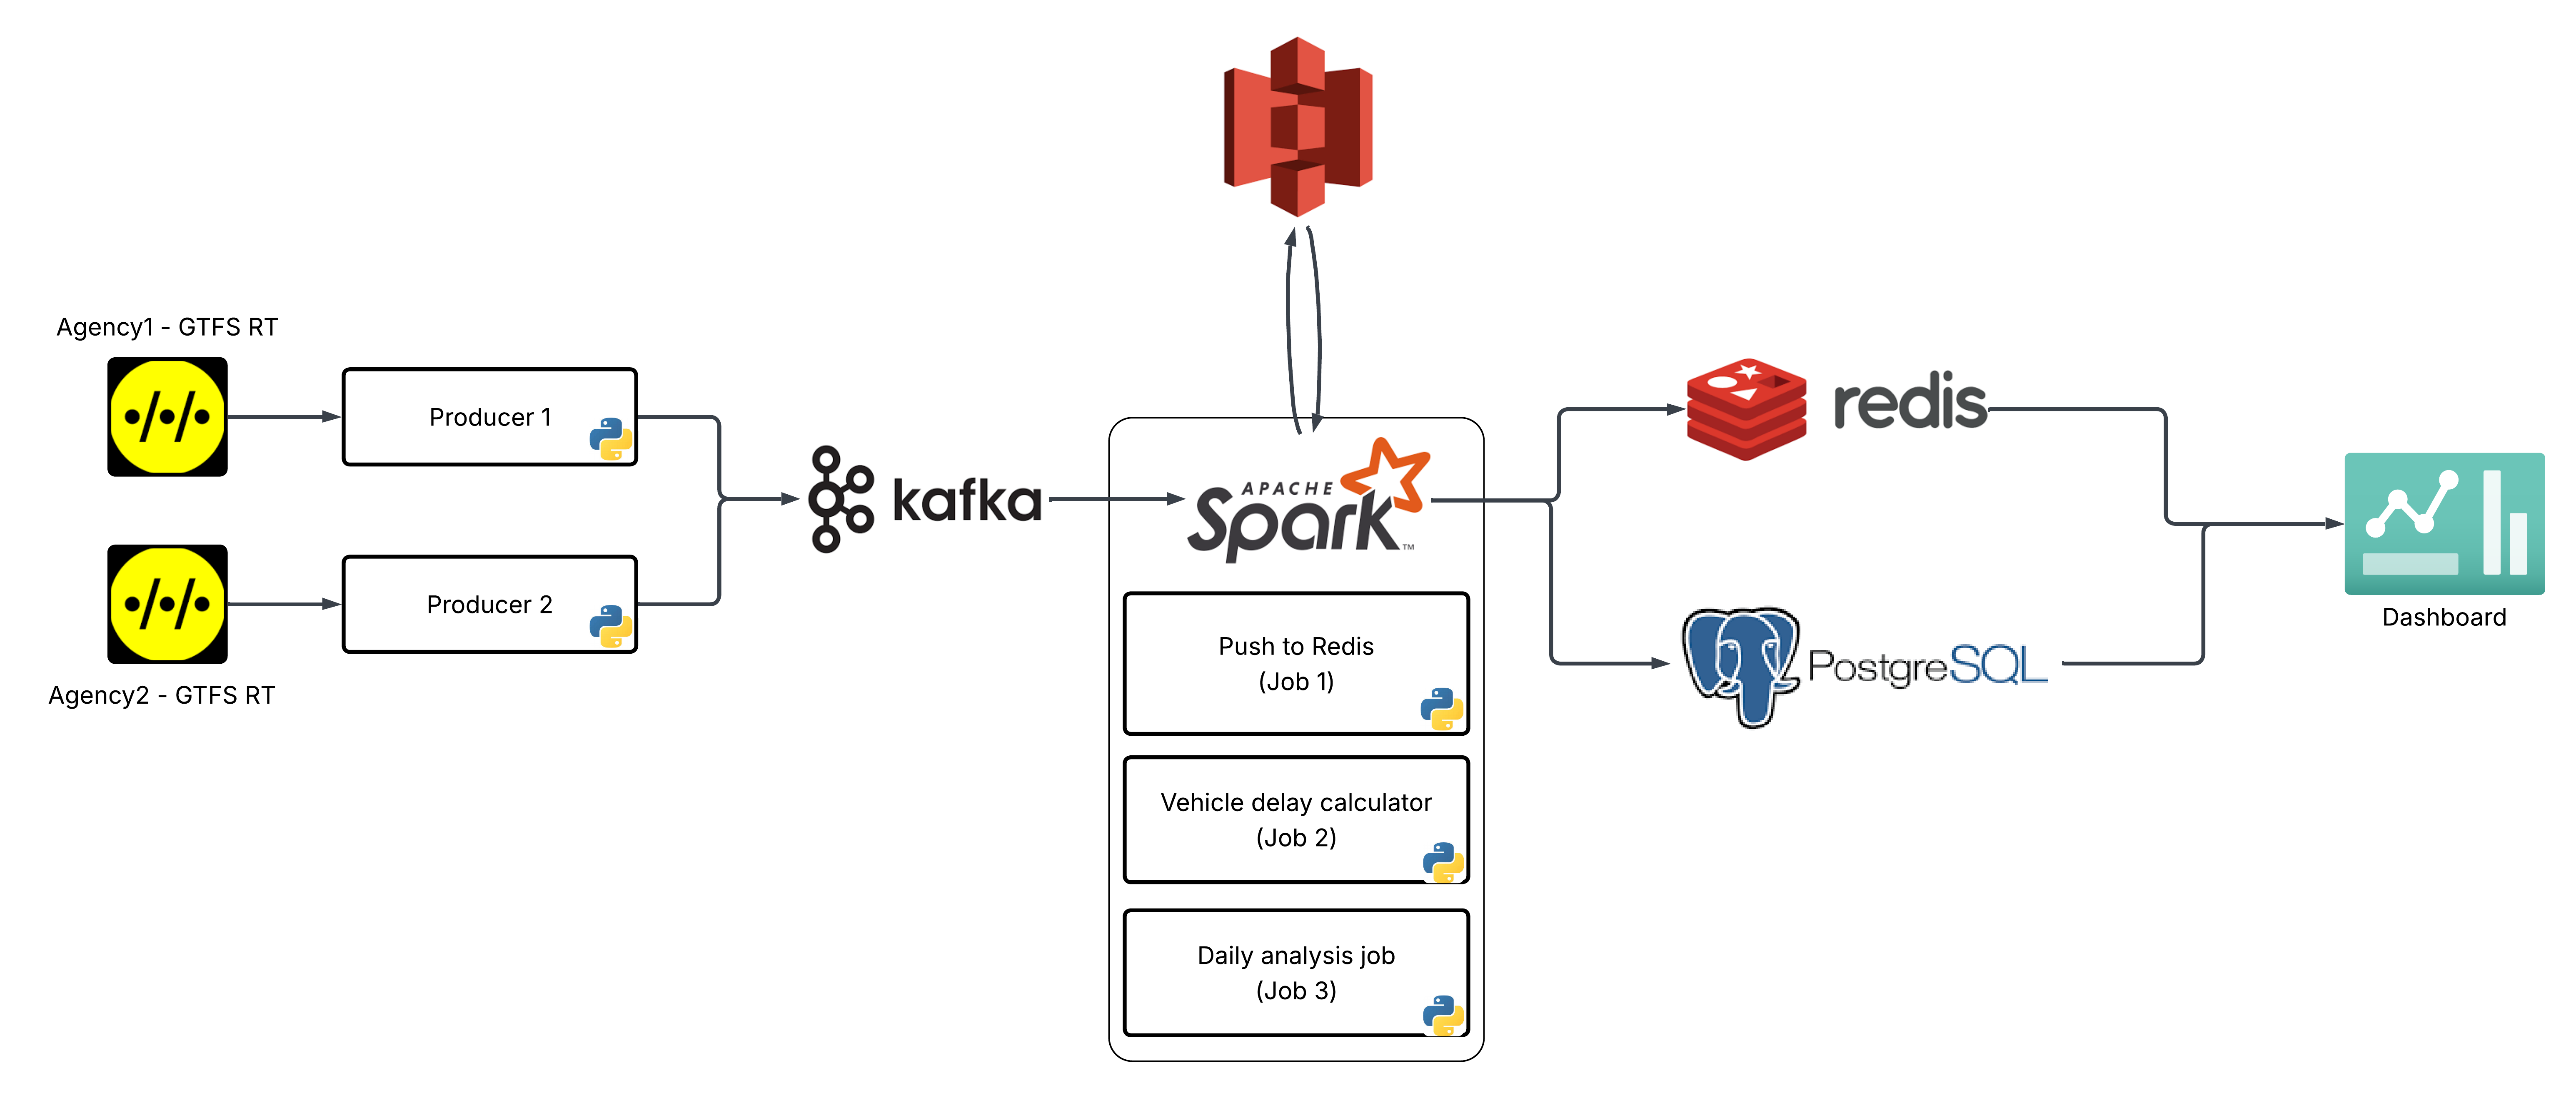 Agency1 - GTFS RT
Producer 1
Producer 2
Agency2 - GTFS RT
kafka
APACHE
Spark™
Push to Redis
(Job 1)
Vehicle delay calculator
(Job 2)
Daily analysis job
(Job 3)
redis
PostgreSQL
Dashboard